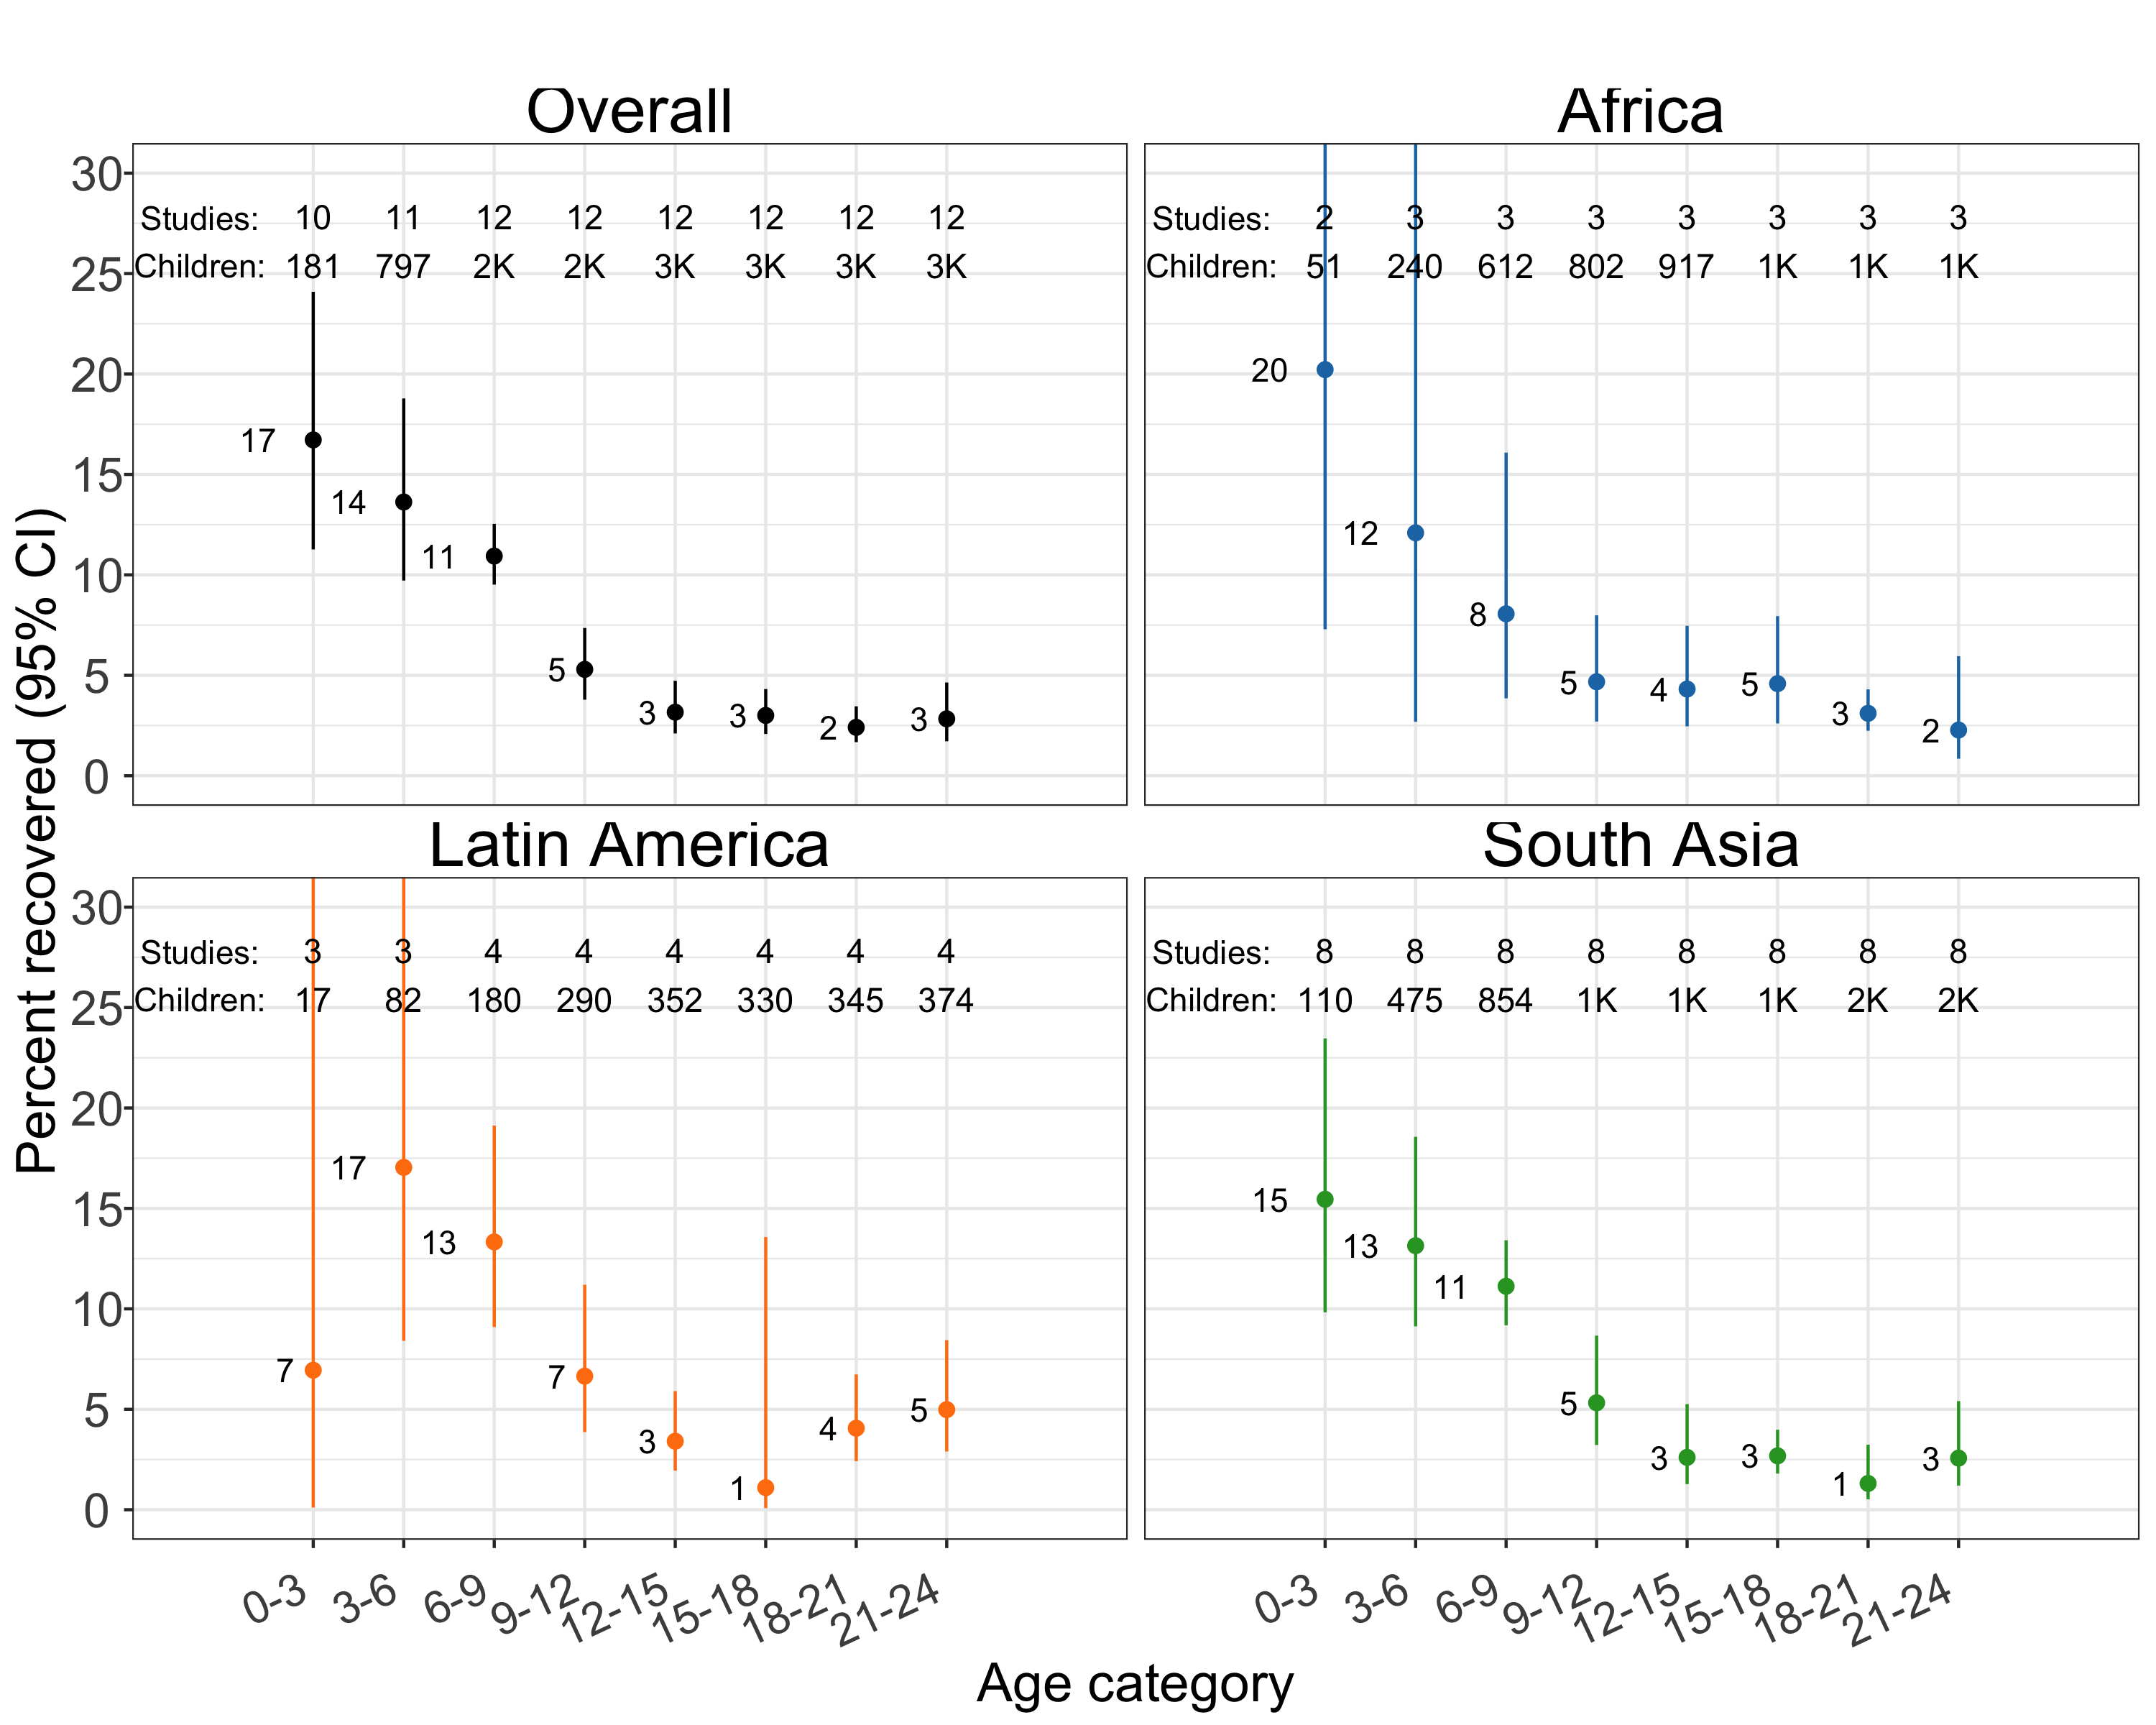 Overall
Africa
Percent recovered (95% CI)
30
25
20
15
10
5
0
Studies: 10 11 12 12 12 12 12 12
Children: 181 797 2K 2K 3K 3K 3K 3K
17
14
11
5
3
3
2
3
Studies: 2 3 3 3 3 3 3 3
Children: 51 240 612 802 917 1K 1K 1K
20
12
8
5
4
5
3
2
Latin America
South Asia
30
25
20
15
10
5
0
Studies: 3 3 4 4 4 4 4 4
Children: 17 82 180 290 352 330 345 374
7
17
13
7
3
1
4
5
Studies: 8 8 8 8 8 8 8 8
Children: 110 475 854 1K 1K 1K 2K 2K
15
13
11
5
3
3
1
3
0-3 3-6 6-9 9-12 12-15 15-18 18-21 21-24
0-3 3-6 6-9 9-12 12-15 15-18 18-21 21-24
Age category